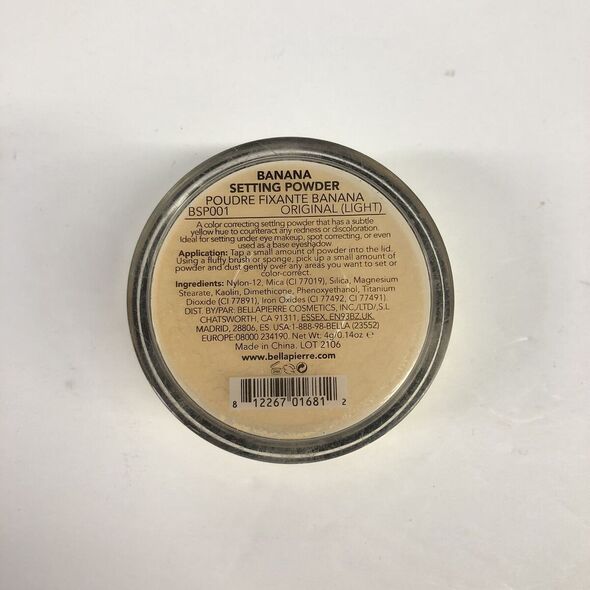 BANANA
SETTING POWDER
POUDRE FIXANTE BANANA
BSP001 ORIGINAL (LIGHT)
A color correcting setting powder that has a subtle
yellow hue to counteract any redness or discoloration.
Ideal for setting under eye makeup, spot correcting, or even
used as a base eyeshadow
Application: Tap a small amount of powder into the lid.
Using a fluffy brush or sponge, pick up a small amount of
powder and dust gently over any areas you want to set or
color-correct.
Ingredients: Nylon-12, Mica (CI 77019), Silica, Magnesium
Stearate, Kaolin, Dimethicone, Phenoxyethanol, Titanium
Dioxide (CI 77891), Iron Oxides (CI 77492, CI 77491).
DIST. BY/PAR: BELLAPIERRE COSMETICS, INC./LTD/,S.L
CHATSWORTH, CA 91311, ESSEX, EN93BZ,UK.
MADRID, 28806, ES. USA:1-888-98-BELLA (23552)
EUROPE:08000 234190. Net Wt: 4g/0.14oz. e
Made in China. LOT 2106
www.bellapierre.com
8 12267 01681 2